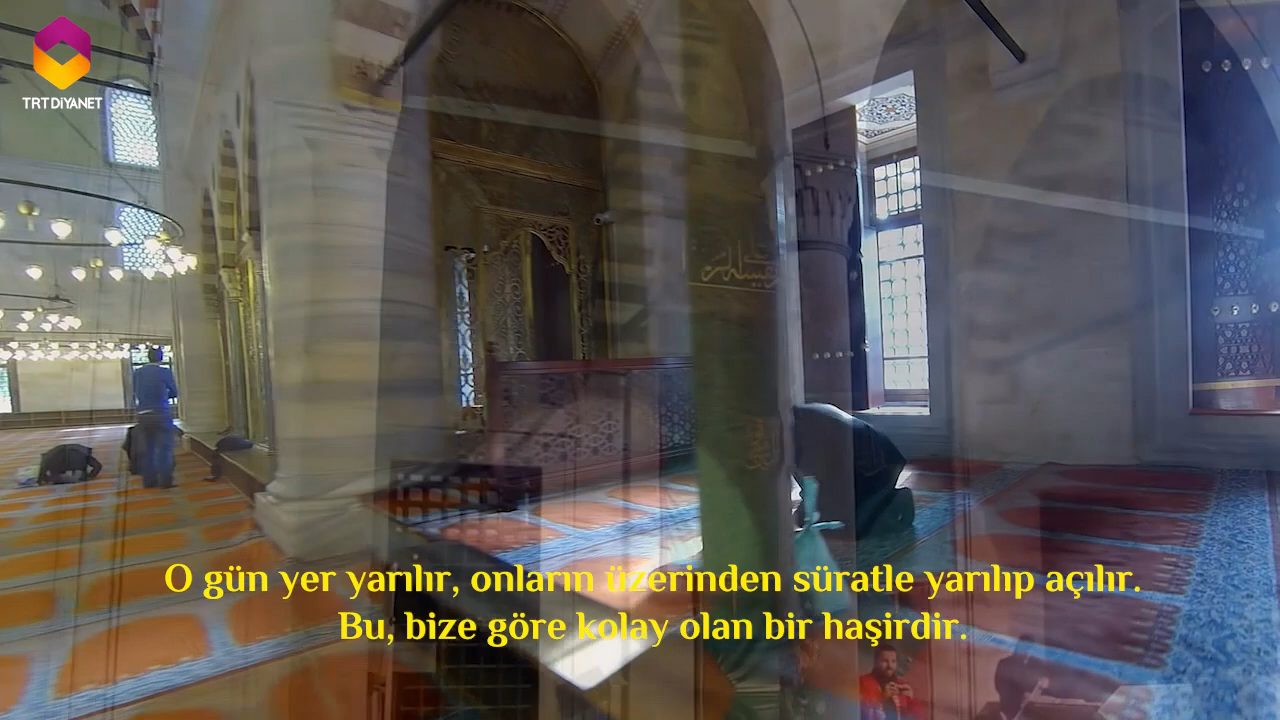 TRT DİYANET
O gün yer yarılır, onların üzerinden süratle yarılıp açılır.
Bu, bize göre kolay olan bir haşirdir.